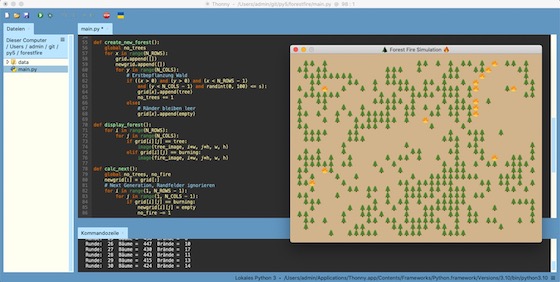 Thonny - /Users/admin/git/py5/forestfire/main.py @ 99 : 7
Dateien
Dieser Computer
/ Users / admin / git /
py5 / forestfire
data
main.py
main.py *
def create_new_forest():
global no_trees
for x in range(N_ROWS):
grid.append([])
newgrid.append([])
for y in range(N_COLS):
# Erstbepflanzung Wald
if ((x > 0) and (y > 0) and (x < N_ROWS - 1)
and (y < N_COLS - 1) and randint(0, 100) <= s):
grid[x].append(tree)
no_trees += 1
else:
# Ränder bleiben leer
grid[x].append(empty)
def display_forest():
for i in range(N_ROWS):
for j in range(N_COLS):
if grid[i][j] == tree:
image(tree_image, i*w, j*h, w, h)
elif grid[i][j] == burning:
image(fire_image, i*w, j*h, w, h)
def calc_next():
global no_trees, no_fire
newgrid[:] = grid[:]
# Next Generation, Randfelder ignorieren
for i in range(1, N_ROWS - 1):
for j in range(1, N_COLS - 1):
if grid[i][j] == burning:
newgrid[i][j] = empty
no_fire -= 1
Forest Fire Simulation
Kommandozeile
Runde: 26 Bäume = 447 Brände = 10
Runde: 27 Bäume = 430 Brände = 17
Runde: 28 Bäume = 443 Brände = 11
Runde: 29 Bäume = 415 Brände = 13
Runde: 30 Bäume = 424 Brände = 14
Lokales Python 3 - /Users/admin/Applications/Thonny.app/Contents/Frameworks/Python.framework/Versions/3.10/bin/python3.10